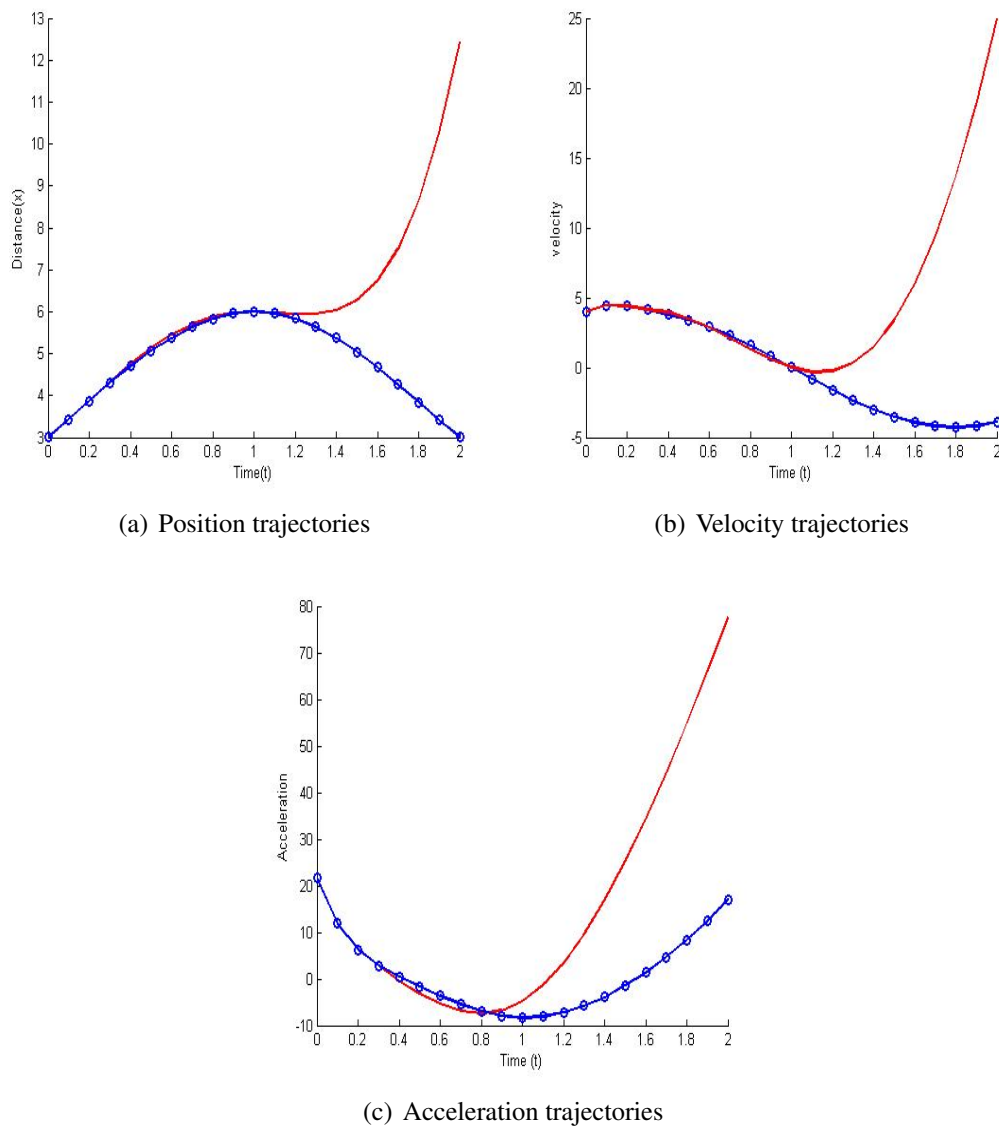 13
12
11
10
9
8
7
6
5
4
3
0 0.2 0.4 0.6 0.8 1 1.2 1.4 1.6 1.8 2
Distance(x)
Time(t)
(a) Position trajectories
25
20
15
10
5
0
-5
0 0.2 0.4 0.6 0.8 1 1.2 1.4 1.6 1.8 2
velocity
Time (t)
(b) Velocity trajectories
80
70
60
50
40
30
20
10
0
-10
0 0.2 0.4 0.6 0.8 1 1.2 1.4 1.6 1.8 2
Acceleration
Time (t)
(c) Acceleration trajectories